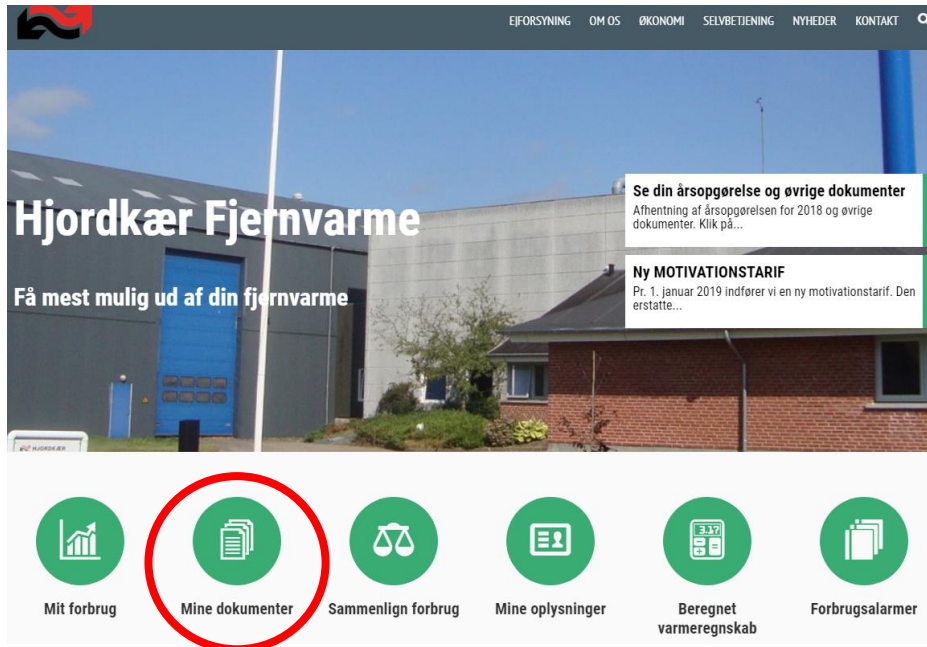 EJFORSYNING OM OS ØKONOMI SELVBETJENING NYHEDER KONTAKT
Hjordkær Fjernvarme
Få mest mulig ud af din fjernvarme
Se din årsopgørelse og øvrige dokumenter
Afhentning af årsopgørelsen for 2018 og øvrige
dokumenter. Klik på...
Ny MOTIVATIONSTARIF
Pr. 1. januar 2019 indfører vi en ny motivationstarif. Den
erstatte...
HJORDKÆR
Mit forbrug
Mine dokumenter
Sammenlign forbrug
Mine oplysninger
3.17
Beregnet
varmeregnskab
Forbrugsalarmer